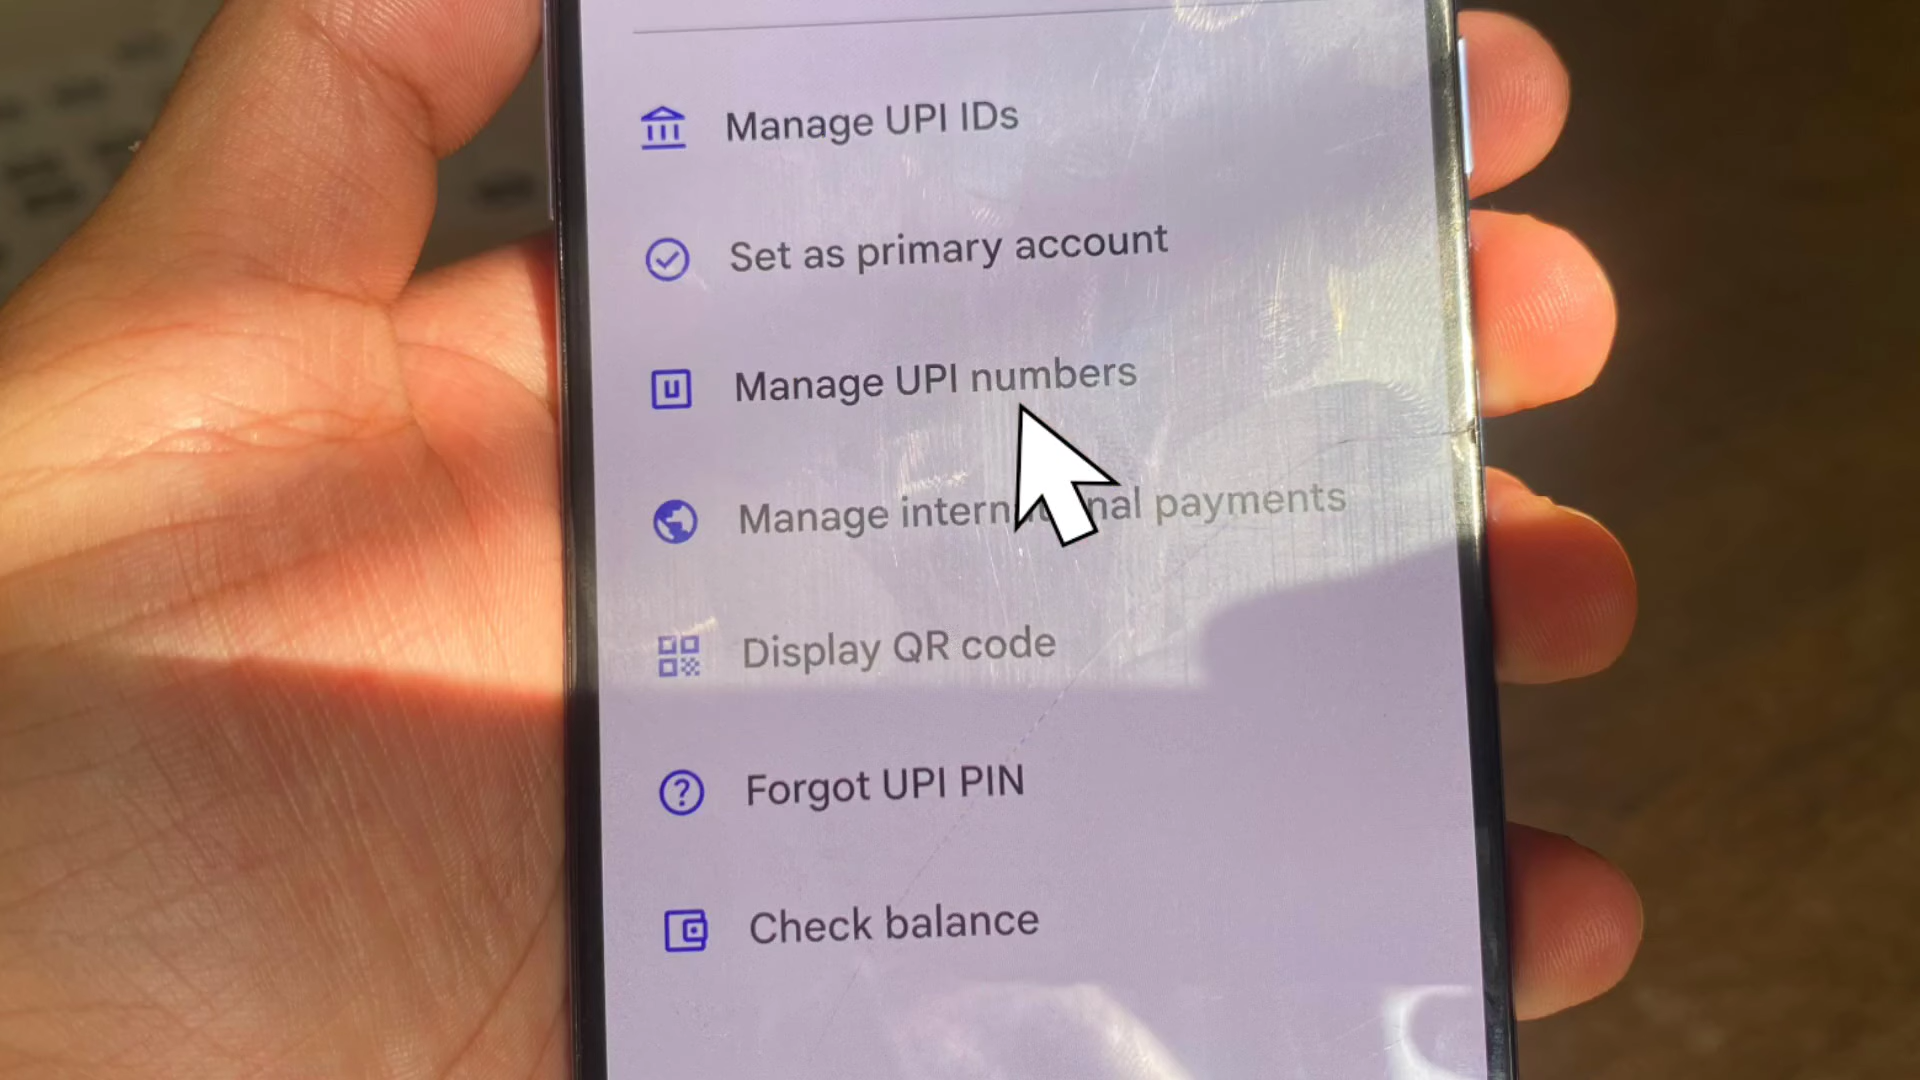 Manage UPI IDs
Set as primary account
Manage UPI numbers
Manage international payments
Display QR code
Forgot UPI PIN
Check balance